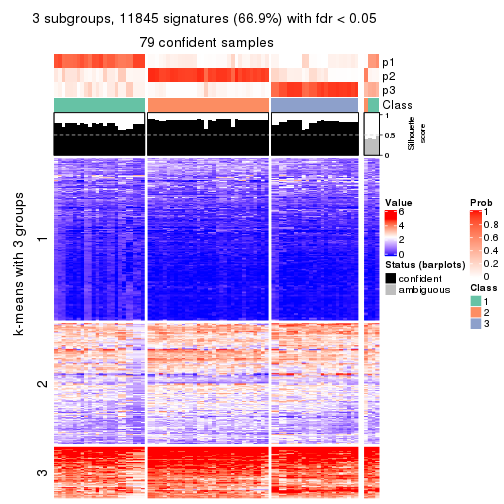 3 subgroups, 11845 signatures (66.9%) with fdr < 0.05
79 confident samples
p1
p2
p3
Class
1
0.5
0
Silhouette
score
k-means with 3 groups
1
2
3
Value
6
4
2
0
Status (barplots)
confident
ambiguous
Prob
1
0.8
0.6
0.4
0.2
0
Class
1
2
3